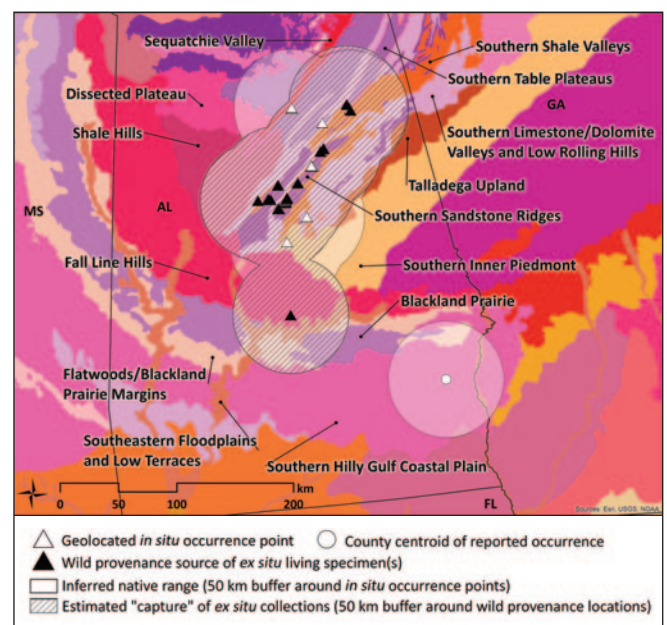 Sequatchie Valley
Southern Shale Valleys
Southern Table Plateaus
Dissected Plateau
GA
Shale Hills
Southern Limestone/Dolomite
Valleys and Low Rolling Hills
Talladega Upland
MS
AL
Southern Sandstone Ridges
Fall Line Hills
Southern Inner Piedmont
Blackland Prairie
Flatwoods/Blackland
Prairie Margins
Southeastern Floodplains
and Low Terraces
Southern Hilly Gulf Coastal Plain
km
0 50 100 200
FL
Sources: Esri, USGS, NOAA
Geolocated in situ occurrence point
County centroid of reported occurrence
Wild provenance source of ex situ living specimen(s)
Inferred native range (50 km buffer around in situ occurrence points)
Estimated "capture" of ex situ collections (50 km buffer around wild provenance locations)